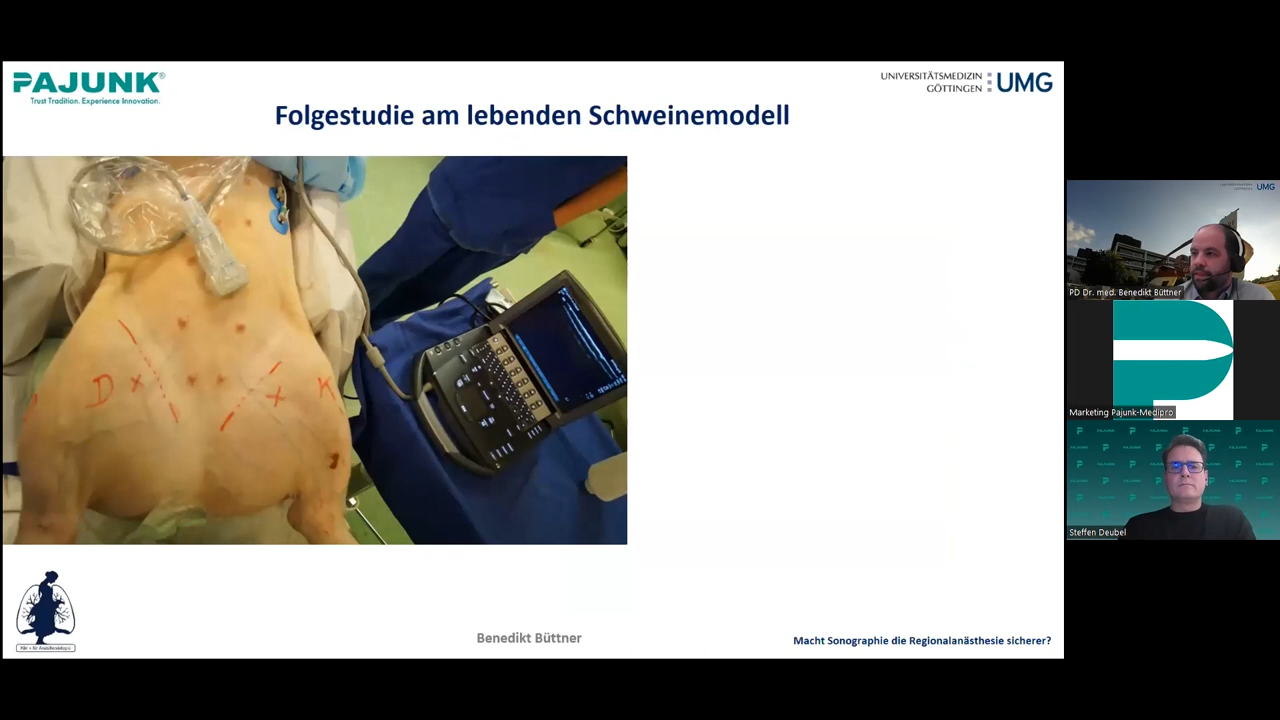 PAJUNK®
Trust Tradition. Experience Innovation.
UNIVERSITÄTSMEDIZIN
GÖTTINGEN
UMG
Folgestudie am lebenden Schweinemodell
D x
x K
Benedikt Büttner
Macht Sonographie die Regionalanästhesie sicherer?
UMG
PD Dr. med. Benedikt Büttner
Marketing Pajunk-Medipro
Steffen Deubel